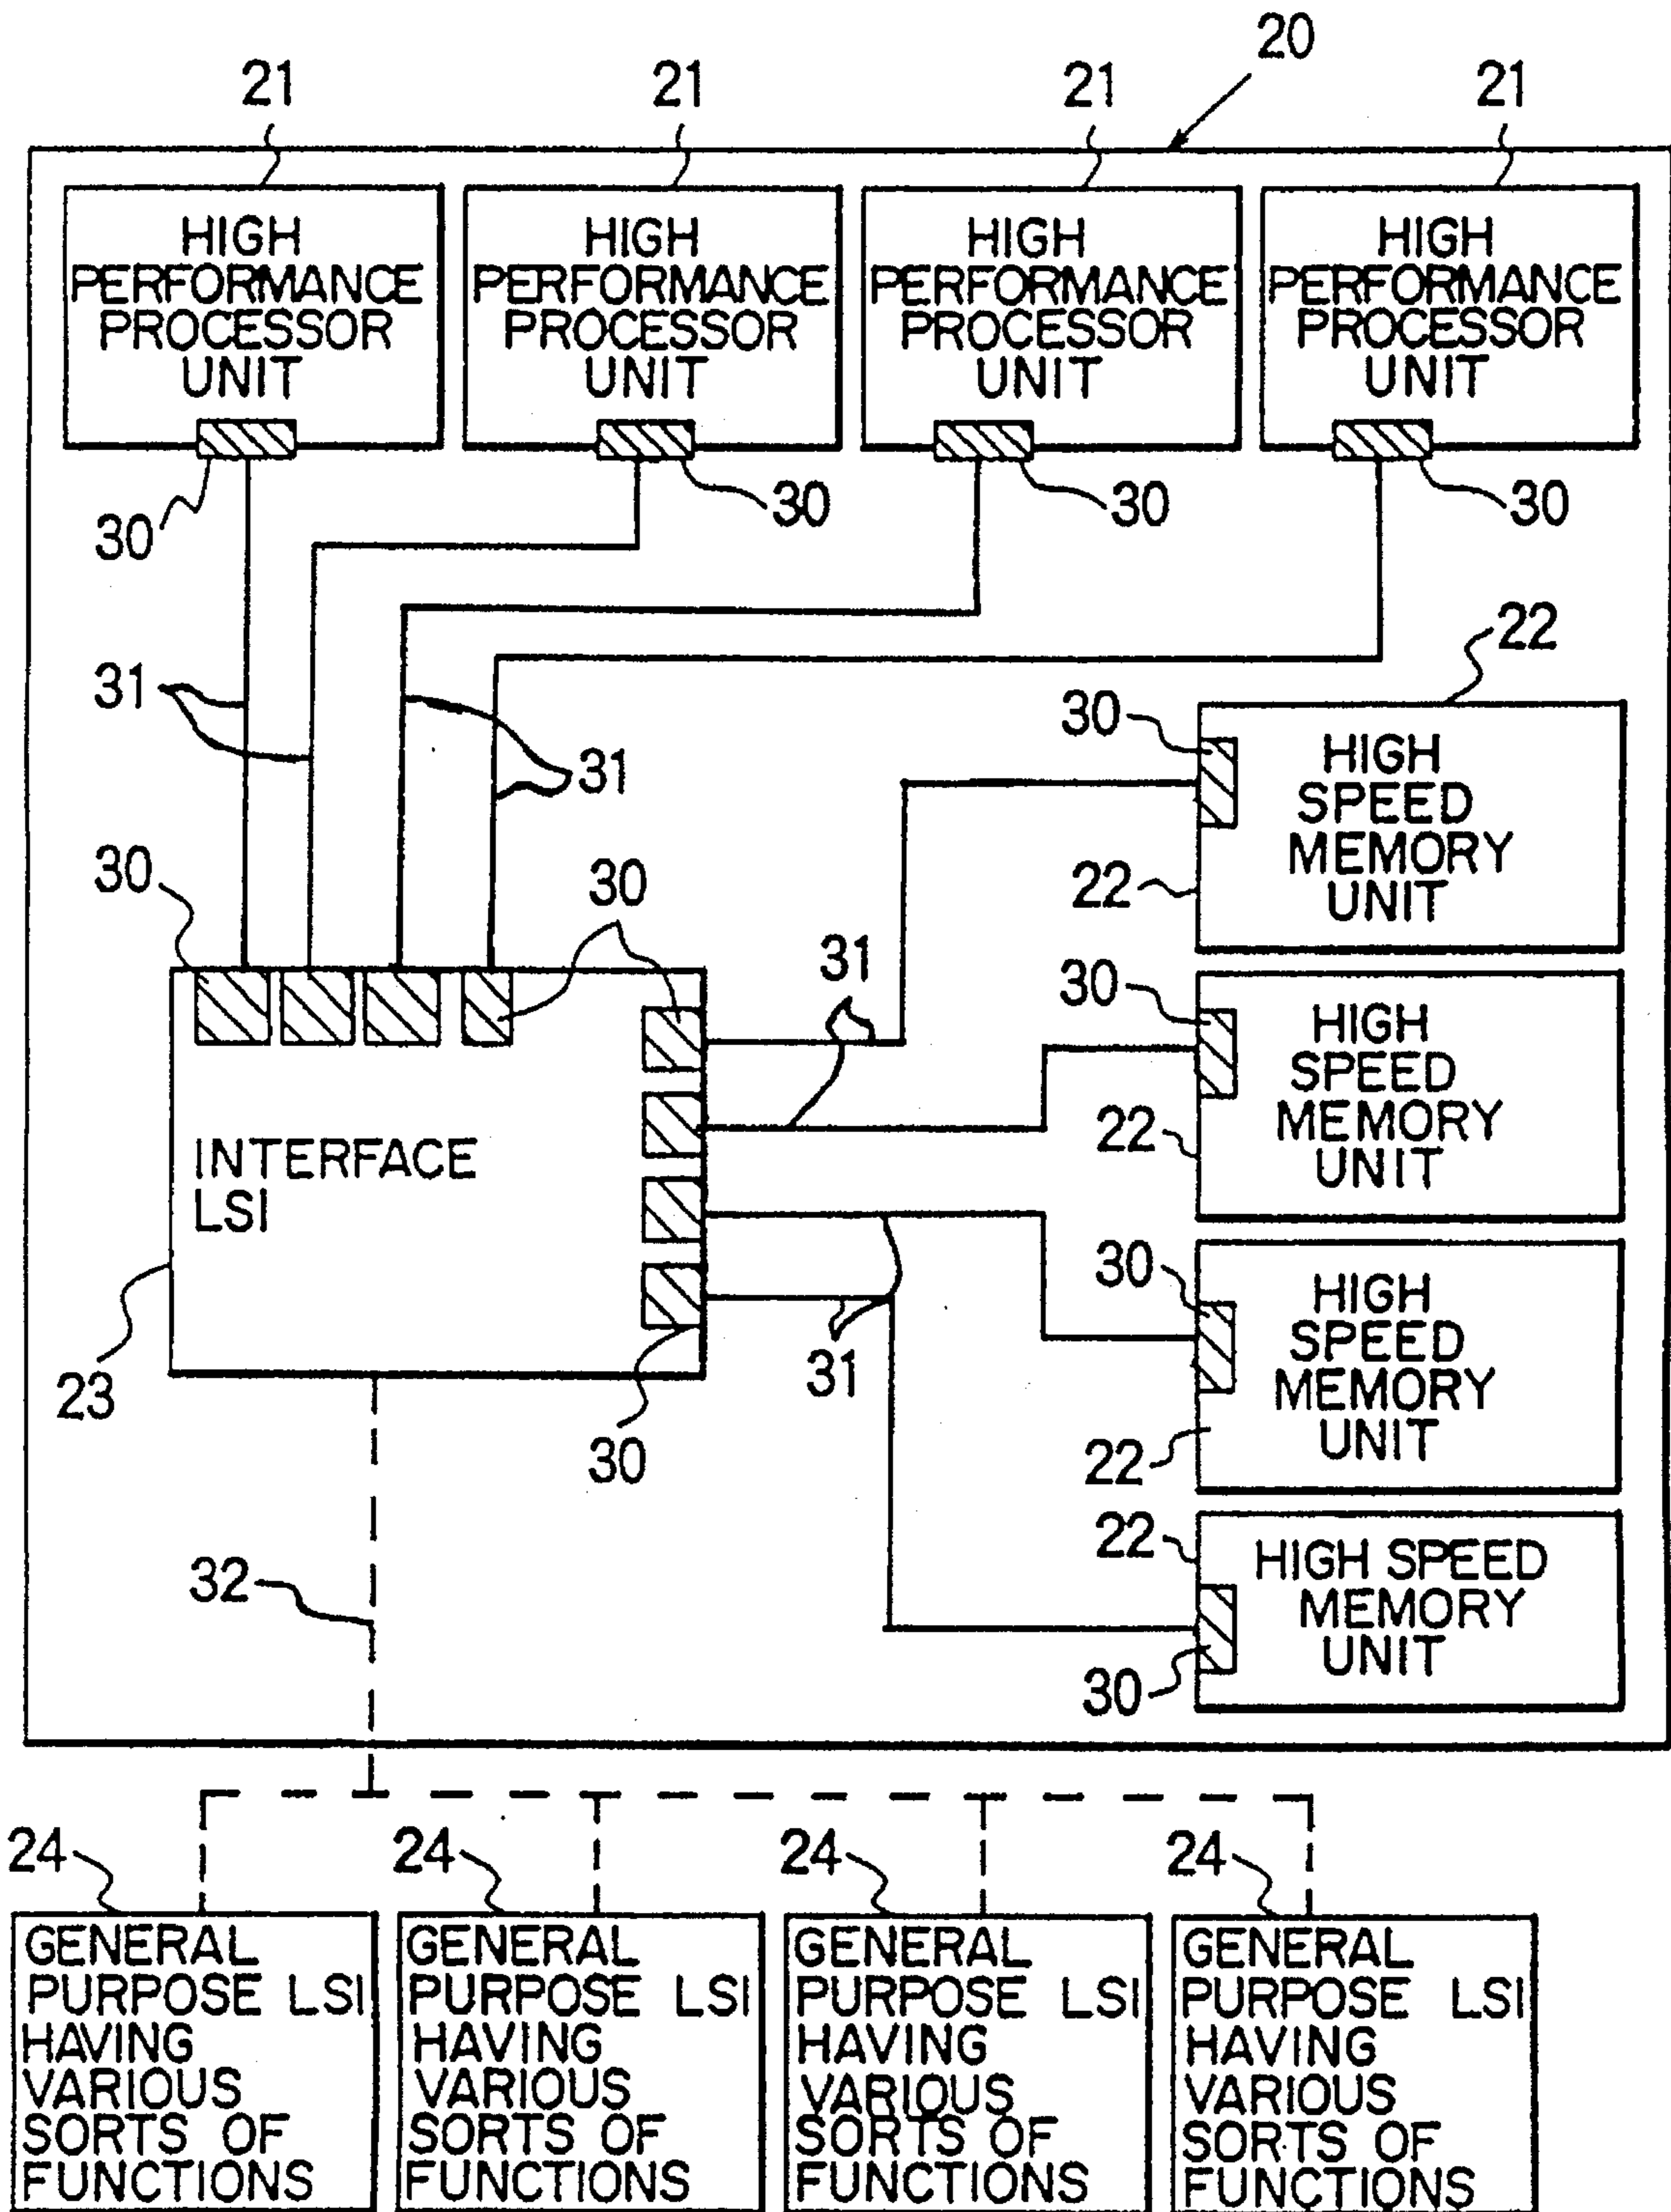 20
21
21
21
21
HIGH
PERFORMANCE
PROCESSOR
UNIT
HIGH
PERFORMANCE
PROCESSOR
UNIT
HIGH
PERFORMANCE
PROCESSOR
UNIT
HIGH
PERFORMANCE
PROCESSOR
UNIT
30
30
30
30
31
31
22
30
HIGH
SPEED
MEMORY
UNIT
22
30
30
31
30
HIGH
SPEED
MEMORY
UNIT
22
INTERFACE
LSI
23
30
31
30
HIGH
SPEED
MEMORY
UNIT
22
22
HIGH SPEED
MEMORY
UNIT
30
32
24
24
24
24
GENERAL
PURPOSE LSI
HAVING
VARIOUS
SORTS OF
FUNCTIONS
GENERAL
PURPOSE LSI
HAVING
VARIOUS
SORTS OF
FUNCTIONS
GENERAL
PURPOSE LSI
HAVING
VARIOUS
SORTS OF
FUNCTIONS
GENERAL
PURPOSE LSI
HAVING
VARIOUS
SORTS OF
FUNCTIONS